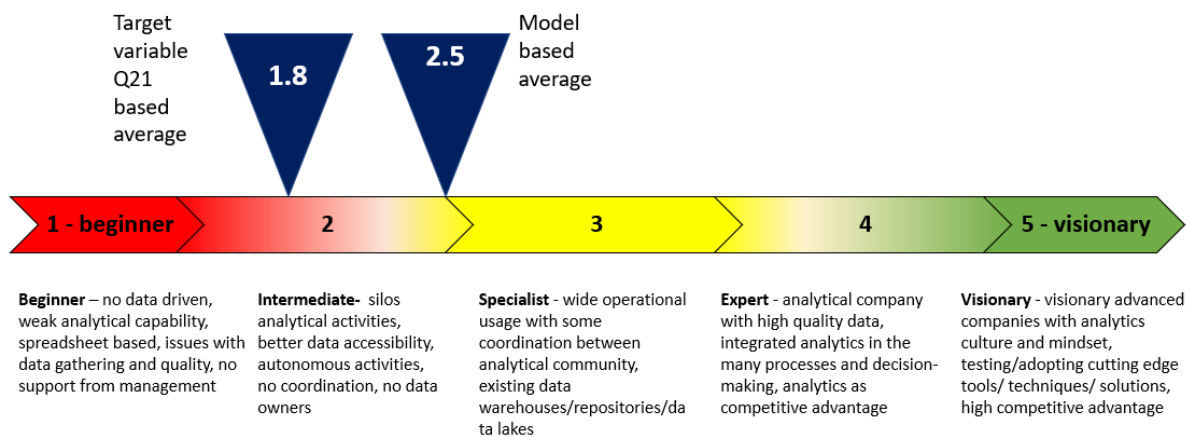 Target
variable
Q21
based
average
1.8
2.5
Model
based
average
1 - beginner
2
3
4
5 - visionary
Beginner – no data driven,
weak analytical capability,
spreadsheet based, issues with
data gathering and quality, no
support from management
Intermediate-  silos
analytical activities,
better data accessibility,
autonomous activities,
no coordination, no data
owners
Specialist - wide operational
usage with some
coordination between
analytical community,
existing data
warehouses/repositories/da
ta lakes
Expert - analytical company
with high quality data,
integrated analytics in the
many processes and decision-
making, analytics as
competitive advantage
Visionary - visionary advanced
companies with analytics
culture and mindset,
testing/adopting cutting edge
tools/ techniques/ solutions,
high competitive advantage